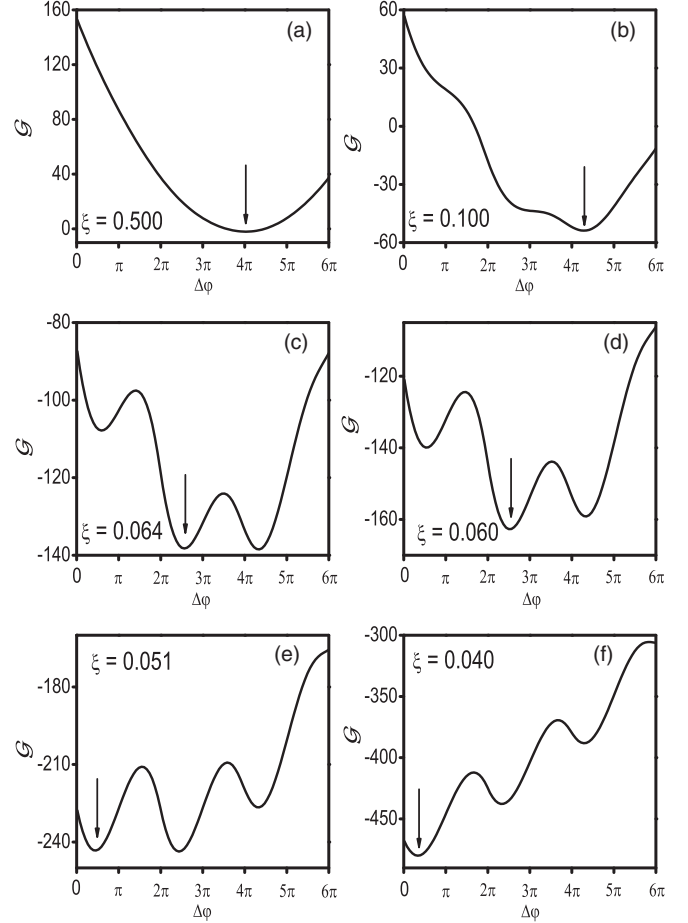 (a)
160
120
80
40
0
𝒢
ξ = 0.500
0 π 2π 3π 4π 5π 6π
Δφ
(b)
60
30
0
-30
-60
𝒢
ξ = 0.100
0 π 2π 3π 4π 5π 6π
Δφ
(c)
-80
-100
-120
-140
𝒢
ξ = 0.064
0 π 2π 3π 4π 5π 6π
Δφ
(d)
-120
-140
-160
𝒢
ξ = 0.060
0 π 2π 3π 4π 5π 6π
Δφ
(e)
ξ = 0.051
-180
-210
-240
𝒢
0 π 2π 3π 4π 5π 6π
Δφ
(f)
ξ = 0.040
-300
-350
-400
-450
𝒢
0 π 2π 3π 4π 5π 6π
Δφ